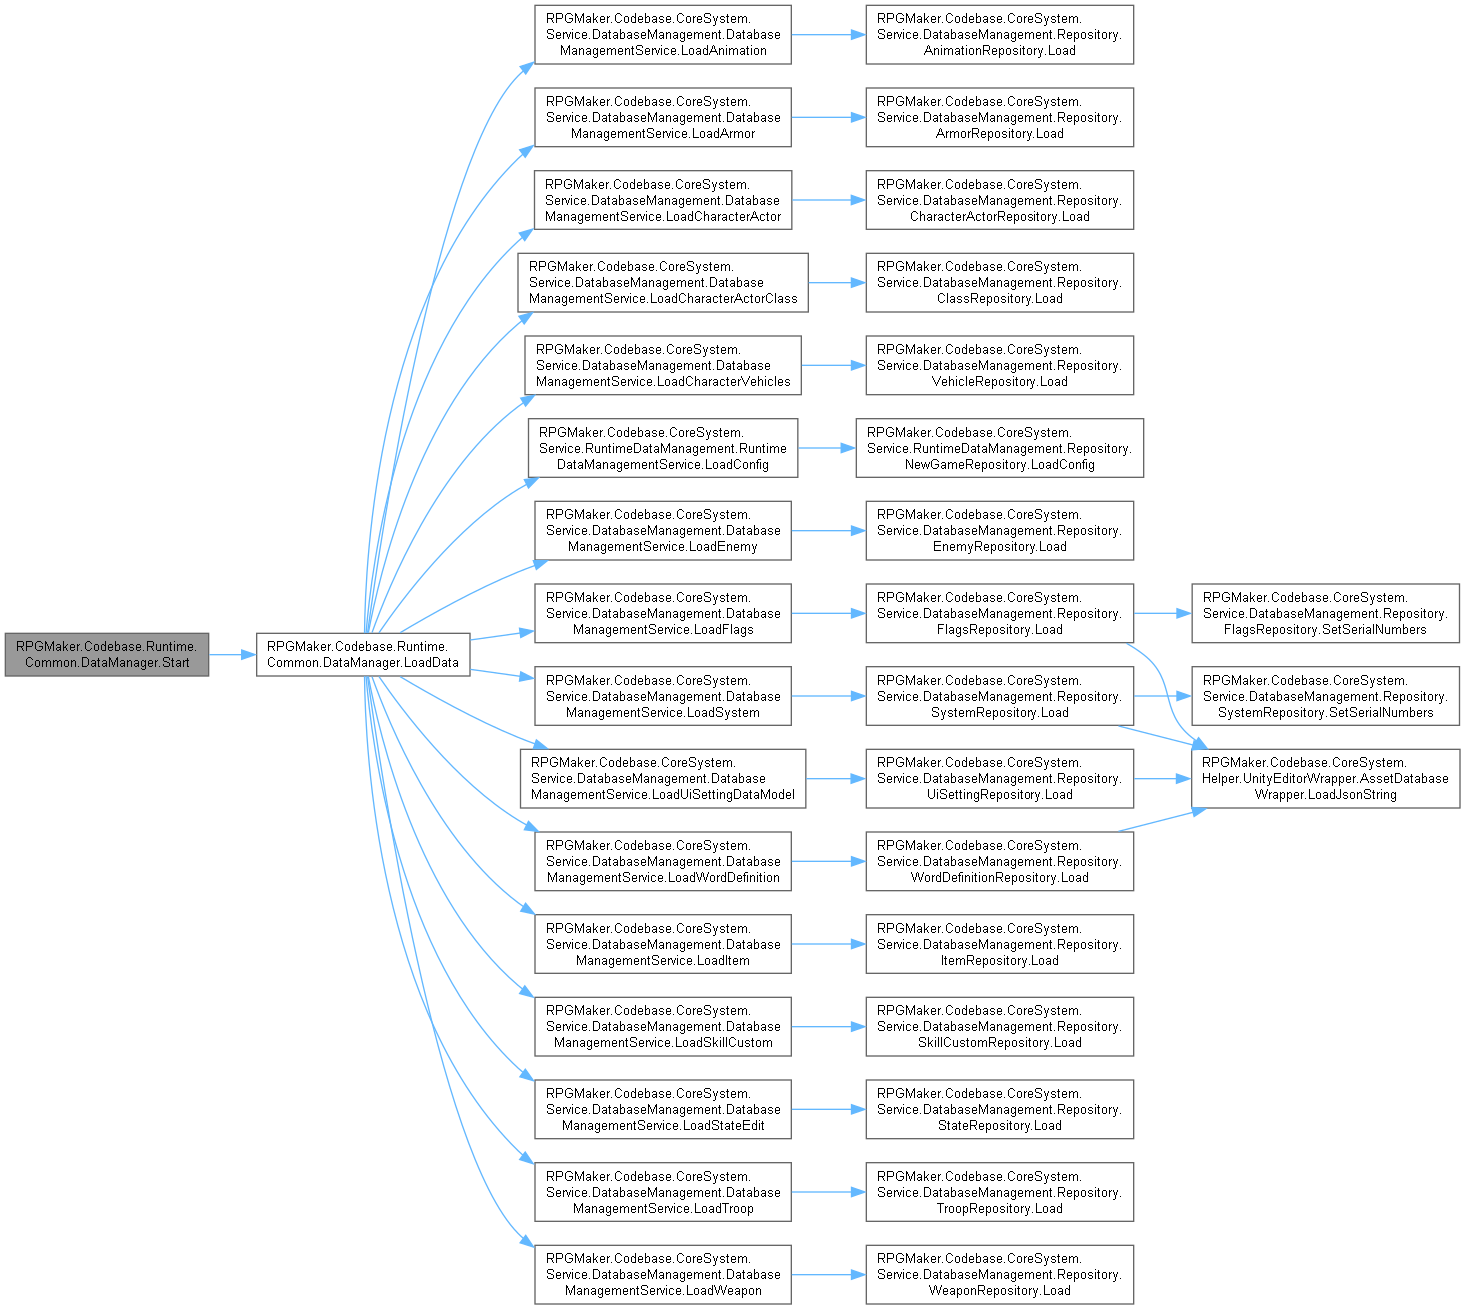 RPGMaker.Codebase.Runtime.
Common.DataManager.Start
RPGMaker.Codebase.Runtime.
Common.DataManager.LoadData
RPGMaker.Codebase.CoreSystem.
Service.DatabaseManagement.Database
ManagementService.LoadAnimation
RPGMaker.Codebase.CoreSystem.
Service.DatabaseManagement.Repository.
AnimationRepository.Load
RPGMaker.Codebase.CoreSystem.
Service.DatabaseManagement.Database
ManagementService.LoadArmor
RPGMaker.Codebase.CoreSystem.
Service.DatabaseManagement.Repository.
ArmorRepository.Load
RPGMaker.Codebase.CoreSystem.
Service.DatabaseManagement.Database
ManagementService.LoadCharacterActor
RPGMaker.Codebase.CoreSystem.
Service.DatabaseManagement.Repository.
CharacterActorRepository.Load
RPGMaker.Codebase.CoreSystem.
Service.DatabaseManagement.Database
ManagementService.LoadCharacterActorClass
RPGMaker.Codebase.CoreSystem.
Service.DatabaseManagement.Repository.
ClassRepository.Load
RPGMaker.Codebase.CoreSystem.
Service.DatabaseManagement.Database
ManagementService.LoadCharacterVehicles
RPGMaker.Codebase.CoreSystem.
Service.DatabaseManagement.Repository.
VehicleRepository.Load
RPGMaker.Codebase.CoreSystem.
Service.RuntimeDataManagement.Runtime
DataManagementService.LoadConfig
RPGMaker.Codebase.CoreSystem.
Service.RuntimeDataManagement.Repository.
NewGameRepository.LoadConfig
RPGMaker.Codebase.CoreSystem.
Service.DatabaseManagement.Database
ManagementService.LoadEnemy
RPGMaker.Codebase.CoreSystem.
Service.DatabaseManagement.Repository.
EnemyRepository.Load
RPGMaker.Codebase.CoreSystem.
Service.DatabaseManagement.Database
ManagementService.LoadFlags
RPGMaker.Codebase.CoreSystem.
Service.DatabaseManagement.Repository.
FlagsRepository.Load
RPGMaker.Codebase.CoreSystem.
Service.DatabaseManagement.Repository.
FlagsRepository.SetSerialNumbers
RPGMaker.Codebase.CoreSystem.
Service.DatabaseManagement.Database
ManagementService.LoadSystem
RPGMaker.Codebase.CoreSystem.
Service.DatabaseManagement.Repository.
SystemRepository.Load
RPGMaker.Codebase.CoreSystem.
Service.DatabaseManagement.Repository.
SystemRepository.SetSerialNumbers
RPGMaker.Codebase.CoreSystem.
Service.DatabaseManagement.Database
ManagementService.LoadUiSettingDataModel
RPGMaker.Codebase.CoreSystem.
Service.DatabaseManagement.Repository.
UiSettingRepository.Load
RPGMaker.Codebase.CoreSystem.
Helper.UnityEditorWrapper.AssetDatabase
Wrapper.LoadJsonString
RPGMaker.Codebase.CoreSystem.
Service.DatabaseManagement.Database
ManagementService.LoadWordDefinition
RPGMaker.Codebase.CoreSystem.
Service.DatabaseManagement.Repository.
WordDefinitionRepository.Load
RPGMaker.Codebase.CoreSystem.
Service.DatabaseManagement.Database
ManagementService.LoadItem
RPGMaker.Codebase.CoreSystem.
Service.DatabaseManagement.Repository.
ItemRepository.Load
RPGMaker.Codebase.CoreSystem.
Service.DatabaseManagement.Database
ManagementService.LoadSkillCustom
RPGMaker.Codebase.CoreSystem.
Service.DatabaseManagement.Repository.
SkillCustomRepository.Load
RPGMaker.Codebase.CoreSystem.
Service.DatabaseManagement.Database
ManagementService.LoadStateEdit
RPGMaker.Codebase.CoreSystem.
Service.DatabaseManagement.Repository.
StateRepository.Load
RPGMaker.Codebase.CoreSystem.
Service.DatabaseManagement.Database
ManagementService.LoadTroop
RPGMaker.Codebase.CoreSystem.
Service.DatabaseManagement.Repository.
TroopRepository.Load
RPGMaker.Codebase.CoreSystem.
Service.DatabaseManagement.Database
ManagementService.LoadWeapon
RPGMaker.Codebase.CoreSystem.
Service.DatabaseManagement.Repository.
WeaponRepository.Load